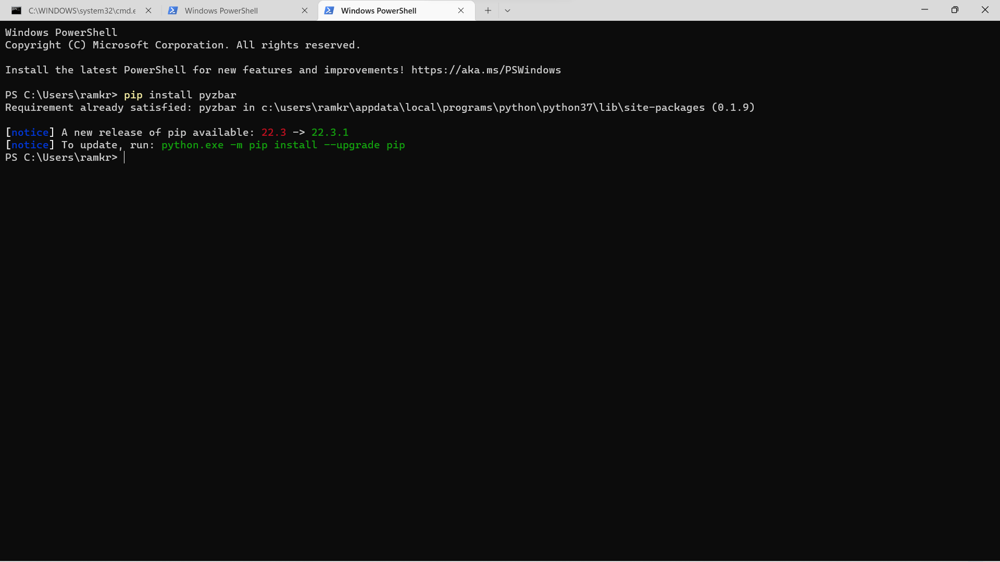 C:\WINDOWS\system32\cmd.e
Windows PowerShell
Windows PowerShell
Windows PowerShell
Copyright (C) Microsoft Corporation. All rights reserved.
Install the latest PowerShell for new features and improvements! https://aka.ms/PSWindows
PS C:\Users\ramkr> pip install pyzbar
Requirement already satisfied: pyzbar in c:\users\ramkr\appdata\local\programs\python\python37\lib\site-packages (0.1.9)
[notice] A new release of pip available: 22.3 -> 22.3.1
[notice] To update, run: python.exe -m pip install --upgrade pip
PS C:\Users\ramkr>